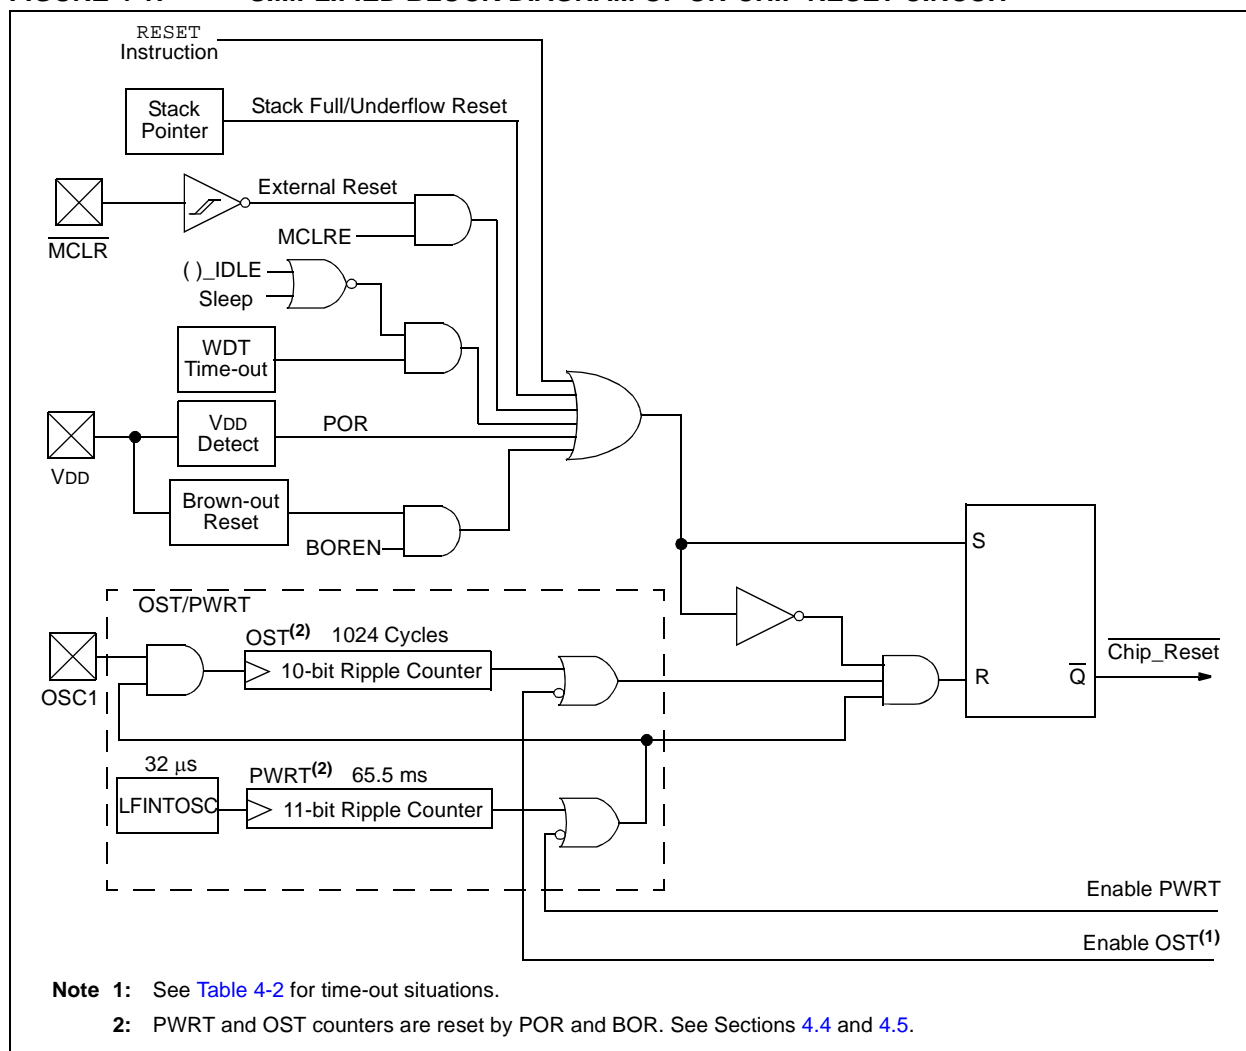 RESET
Instruction
Stack
Pointer
Stack Full/Underflow Reset
External Reset
MCLR
MCLRE
( )_IDLE
Sleep
WDT
Time-out
VDD
Detect
POR
VDD
Brown-out
Reset
BOREN
S
OST/PWRT
OST(2) 1024 Cycles
10-bit Ripple Counter
OSC1
R
Q
Chip_Reset
32 μs
PWRT(2) 65.5 ms
LFINTOSC
11-bit Ripple Counter
Enable PWRT
Enable OST(1)
Note 1: See Table 4-2 for time-out situations.
2: PWRT and OST counters are reset by POR and BOR. See Sections 4.4 and 4.5.